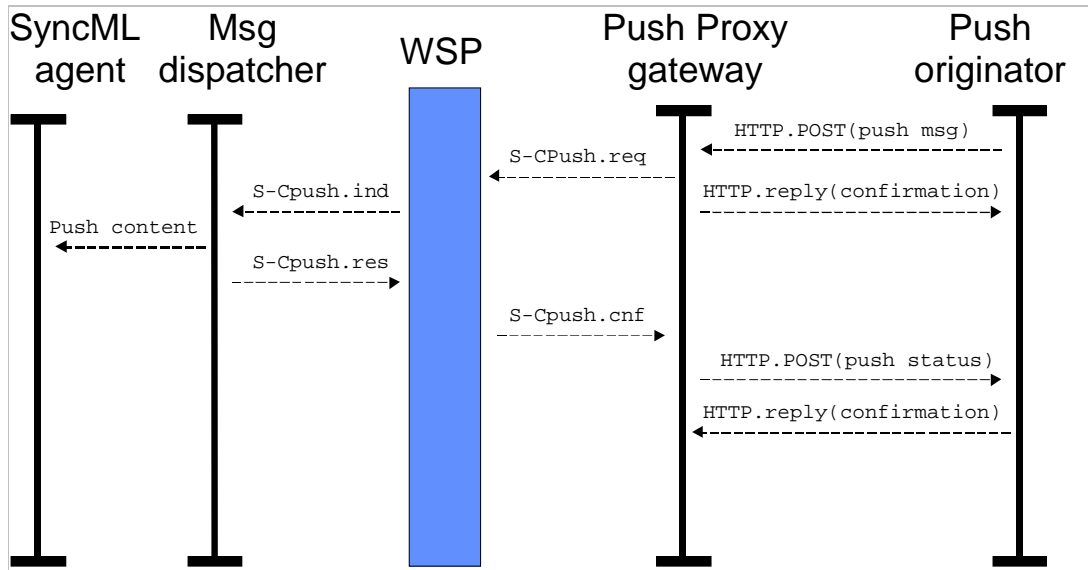 SyncML
agent
Msg
dispatcher
WSP
Push Proxy
gateway
Push
originator
HTTP.POST(push msg)
S-CPush.req
HTTP.reply(confirmation)
S-Cpush.ind
Push content
S-Cpush.res
S-Cpush.cnf
HTTP.POST(push status)
HTTP.reply(confirmation)